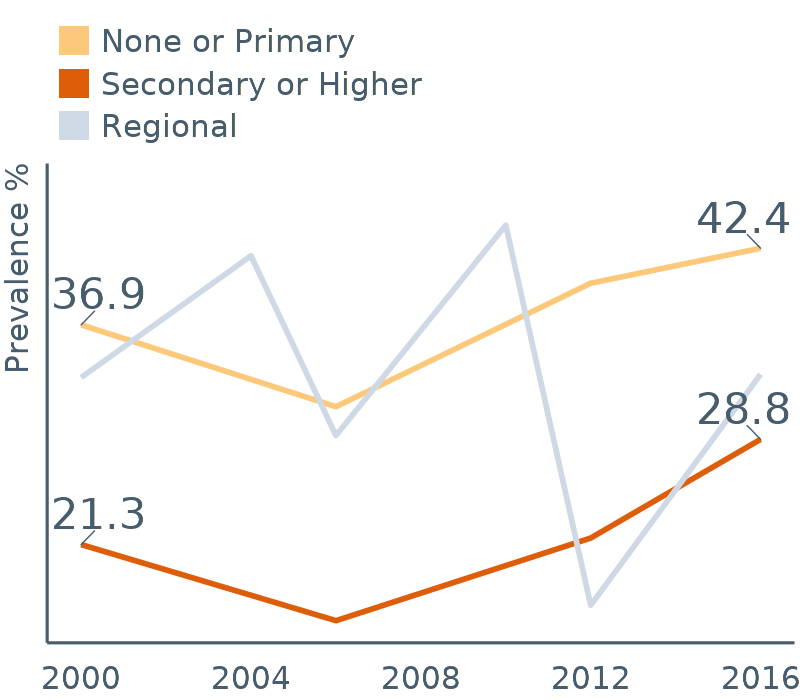 None or Primary
Secondary or Higher
Regional
Prevalence %
42.4
36.9
28.8
21.3
2000 2004 2008 2012 2016